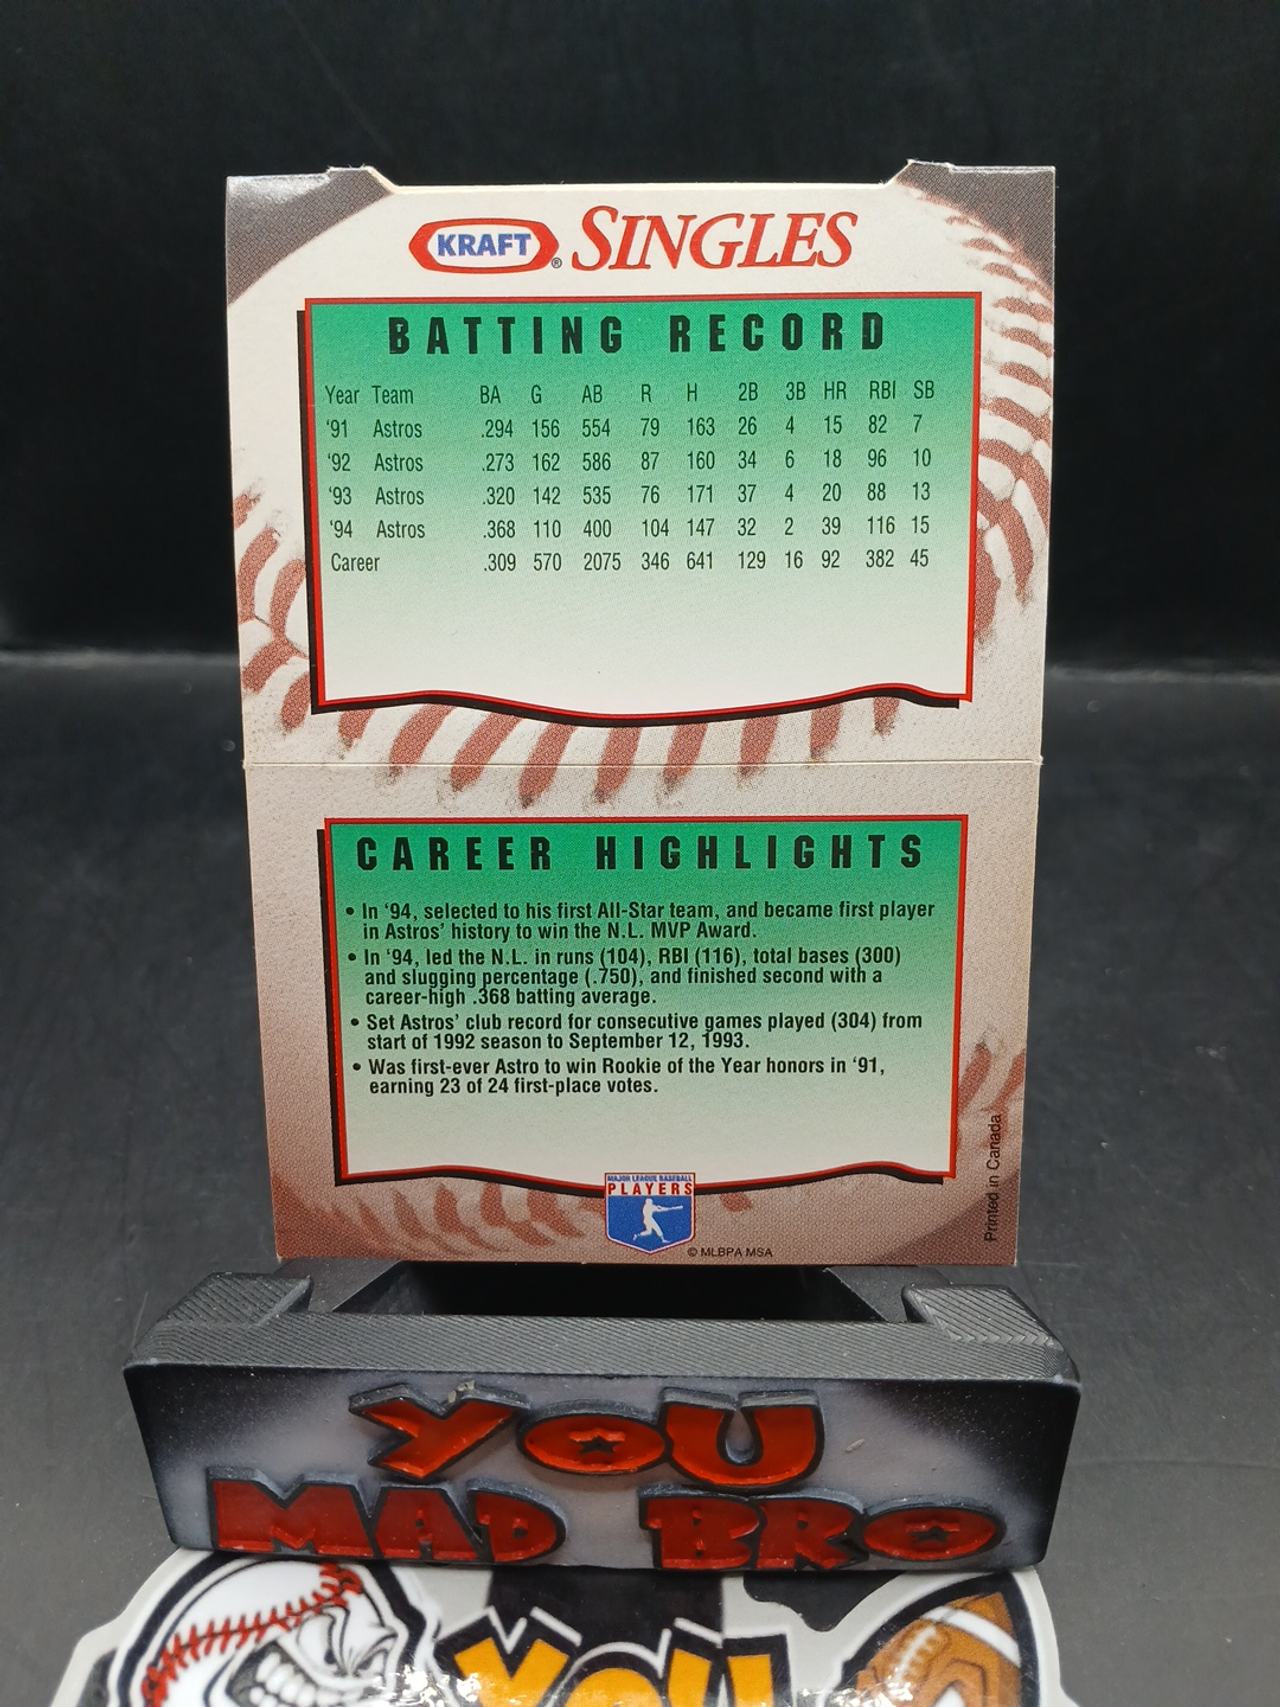 KRAFT® SINGLES
BATTING RECORD
Year Team BA G AB R H 2B 3B HR RBI SB
'91 Astros .294 156 554 79 163 26 4 15 82 7
'92 Astros .273 162 586 87 160 34 6 18 96 10
'93 Astros .320 142 535 76 171 37 4 20 88 13
'94 Astros .368 110 400 104 147 32 2 39 116 15
Career .309 570 2075 346 641 129 16 92 382 45
CAREER HIGHLIGHTS
• In '94, selected to his first All-Star team, and became first player
in Astros' history to win the N.L. MVP Award.
• In '94, led the N.L. in runs (104), RBI (116), total bases (300)
and slugging percentage (.750), and finished second with a
career-high .368 batting average.
• Set Astros' club record for consecutive games played (304) from
start of 1992 season to September 12, 1993.
• Was first-ever Astro to win Rookie of the Year honors in '91,
earning 23 of 24 first-place votes.
Printed in Canada
MAJOR LEAGUE BASEBALL
PLAYERS
© MLBPA MSA
YOU
MAD BRO
YOU